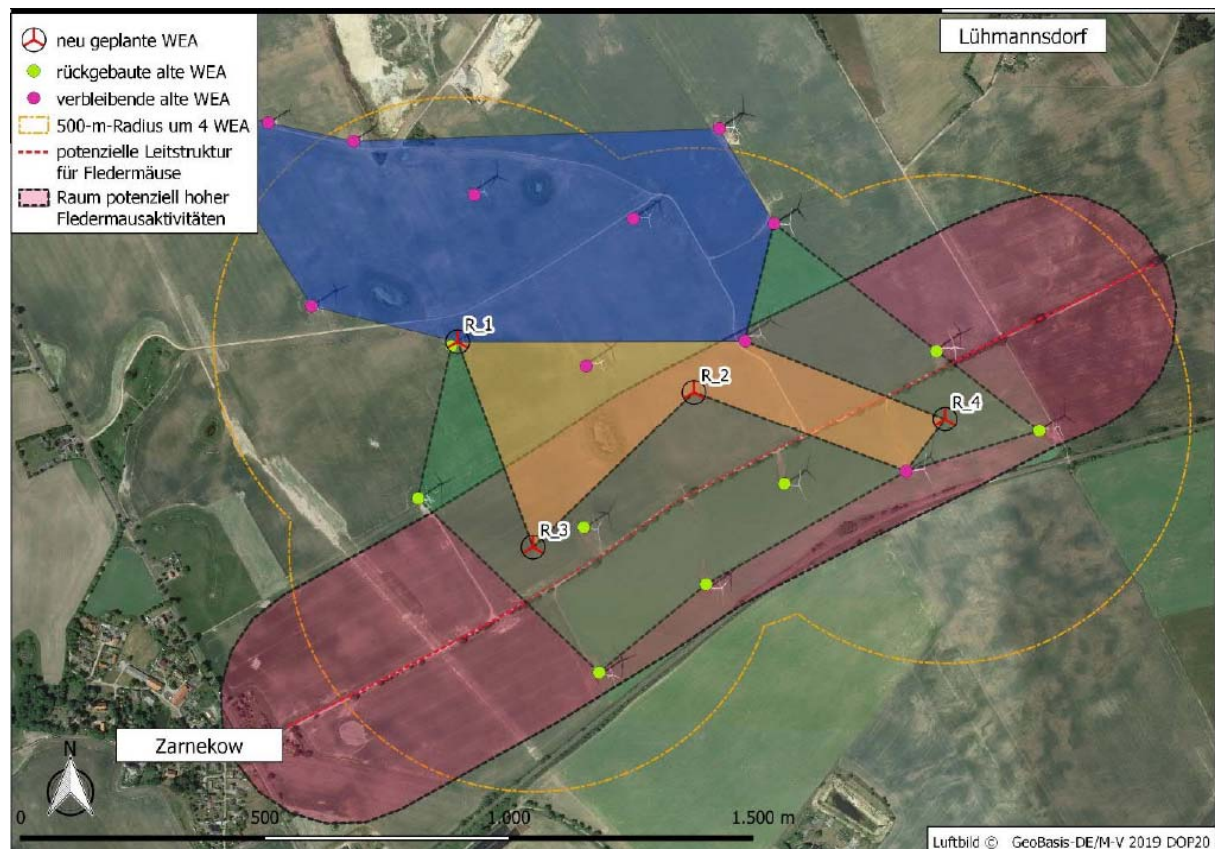 neu geplante WEA
rückgebaute alte WEA
verbleibende alte WEA
500-m-Radius um 4 WEA
potenzielle Leitstruktur
für Fledermäuse
Raum potenziell hoher
Fledermausaktivitäten
Lühmannsdorf
R_1
R_2
R_4
R_3
Zarnekow
N
0 500 1.000 1.500 m
Luftbild © GeoBasis-DE/M-V 2019 DOP20